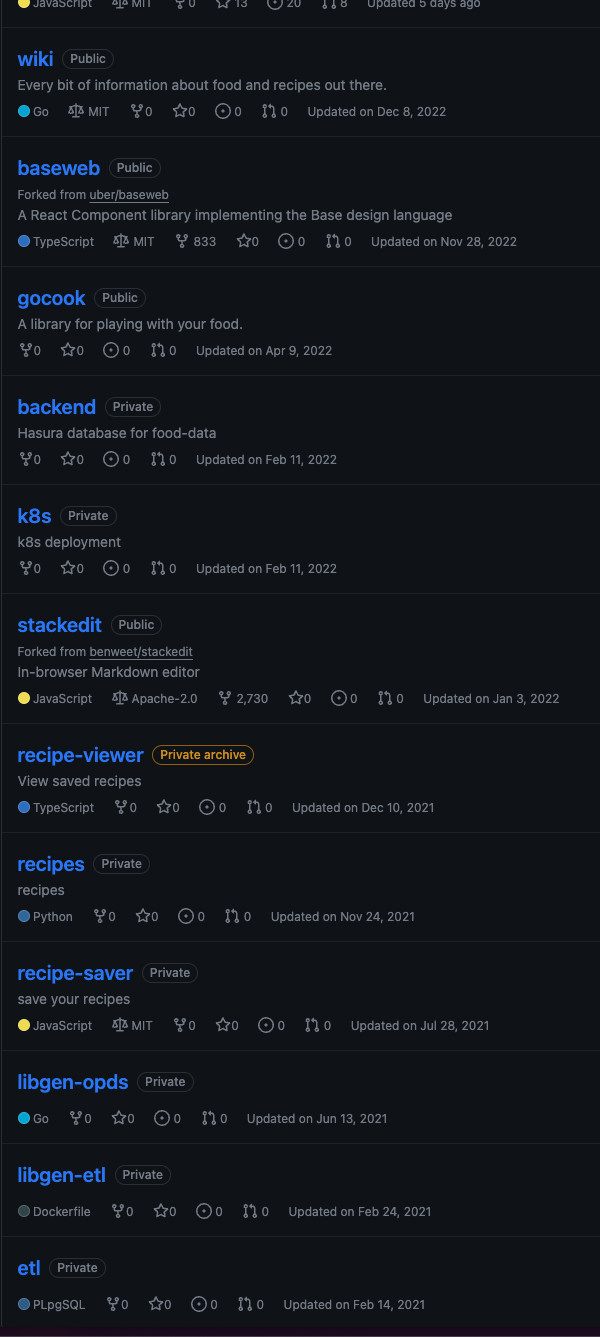 JavaScript MIT 0 13 20 8 Updated 5 days ago
wiki Public
Every bit of information about food and recipes out there.
Go MIT 0 0 0 0 Updated on Dec 8, 2022
baseweb Public
Forked from uber/baseweb
A React Component library implementing the Base design language
TypeScript MIT 833 0 0 0 Updated on Nov 28, 2022
gocook Public
A library for playing with your food.
0 0 0 0 Updated on Apr 9, 2022
backend Private
Hasura database for food-data
0 0 0 0 Updated on Feb 11, 2022
k8s Private
k8s deployment
0 0 0 0 Updated on Feb 11, 2022
stackedit Public
Forked from benweet/stackedit
In-browser Markdown editor
JavaScript Apache-2.0 2,730 0 0 0 Updated on Jan 3, 2022
recipe-viewer Private archive
View saved recipes
TypeScript 0 0 0 0 Updated on Dec 10, 2021
recipes Private
recipes
Python 0 0 0 0 Updated on Nov 24, 2021
recipe-saver Private
save your recipes
JavaScript MIT 0 0 0 0 Updated on Jul 28, 2021
libgen-opds Private
Go 0 0 0 0 Updated on Jun 13, 2021
libgen-etl Private
Dockerfile 0 0 0 0 Updated on Feb 24, 2021
etl Private
PLpgSQL 0 0 0 0 Updated on Feb 14, 2021